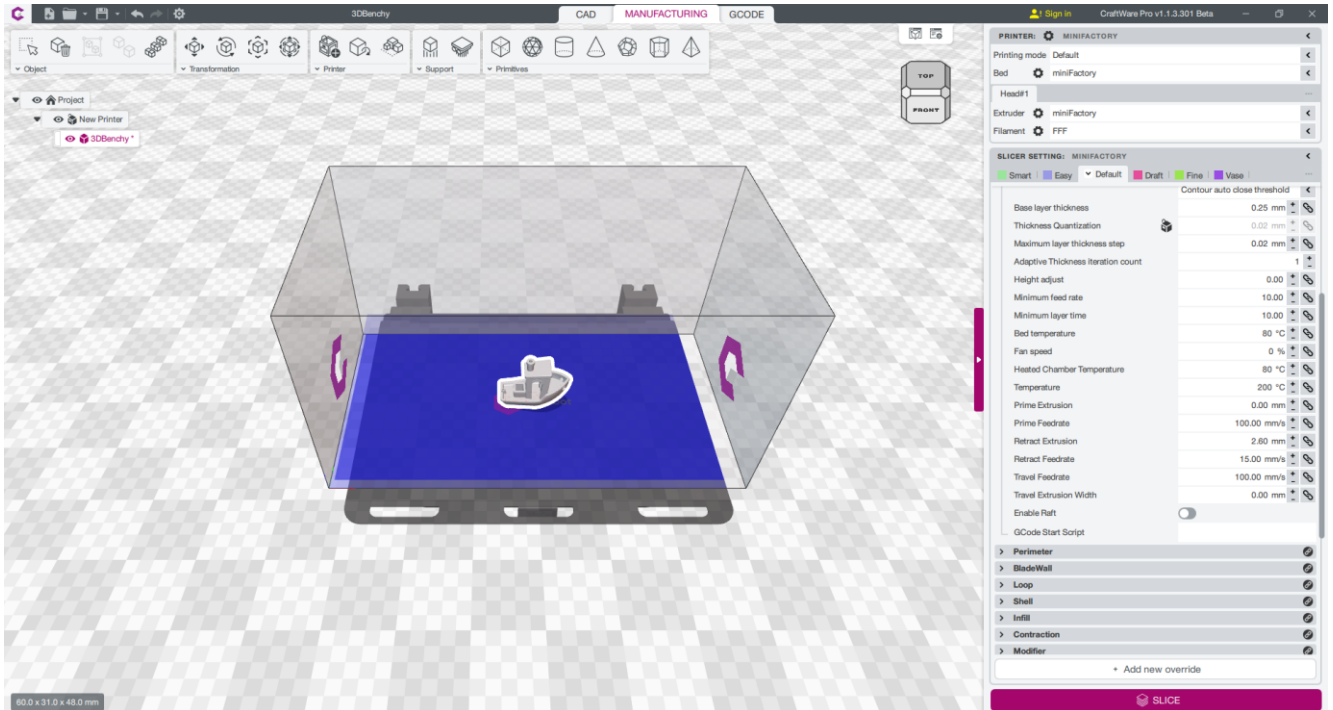 3DBenchy
CAD
MANUFACTURING
GCODE
Sign in
CraftWare Pro v1.1.3.301 Beta
Object
Transformation
Printer
Support
Primitives
Project
New Printer
3DBenchy *
TOP
FRONT
60.0 x 31.0 x 48.0 mm
PRINTER: MINIFACTORY
Printing mode Default
Bed miniFactory
Head#1
Extruder miniFactory
Filament FFF
SLICER SETTING: MINIFACTORY
Smart Easy Default Draft Fine Vase
Contour auto close threshold
Base layer thickness 0.25 mm
Thickness Quantization 0.02 mm
Maximum layer thickness step 0.02 mm
Adaptive Thickness iteration count 1
Height adjust 0.00
Minimum feed rate 10.00
Minimum layer time 10.00
Bed temperature 80 °C
Fan speed 0 %
Heated Chamber Temperature 80 °C
Temperature 200 °C
Prime Extrusion 0.00 mm
Prime Feedrate 100.00 mm/s
Retract Extrusion 2.60 mm
Retract Feedrate 15.00 mm/s
Travel Feedrate 100.00 mm/s
Travel Extrusion Width 0.00 mm
Enable Raft
GCode Start Script
Perimeter
BladeWall
Loop
Shell
Infill
Contraction
Modifier
+ Add new override
SLICE